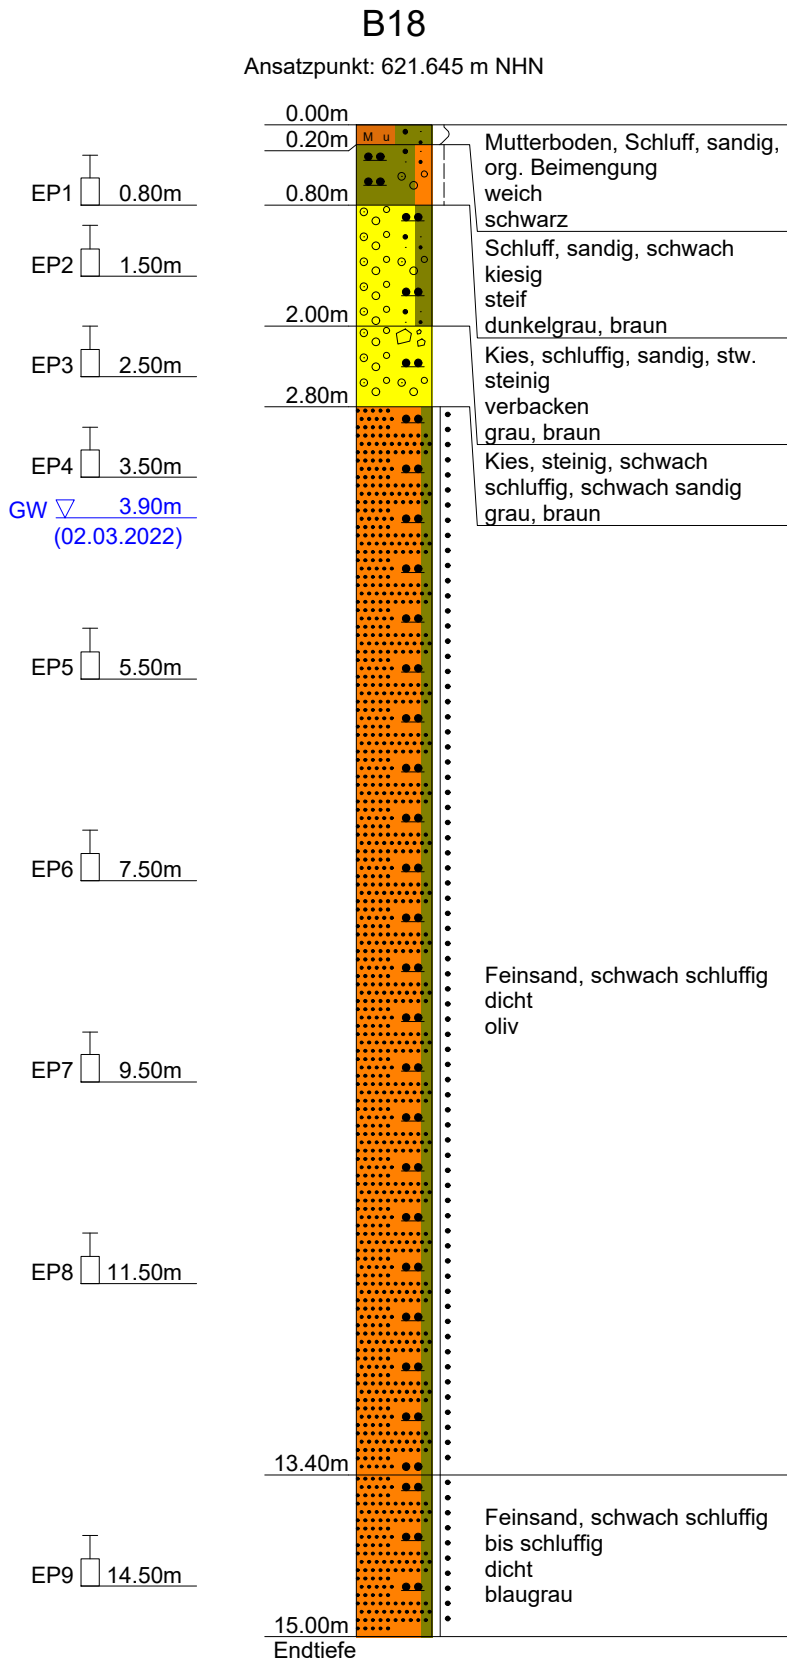 B18
Ansatzpunkt: 621.645 m NHN
0.00m
0.20m
M u
Mutterboden, Schluff, sandig,
org. Beimengung
weich
schwarz
EP1 0.80m
0.80m
Schluff, sandig, schwach
kiesig
steif
dunkelgrau, braun
EP2 1.50m
2.00m
Kies, schluffig, sandig, stw.
steinig
verbacken
grau, braun
EP3 2.50m
2.80m
Kies, steinig, schwach
schluffig, schwach sandig
grau, braun
EP4 3.50m
GW 3.90m
(02.03.2022)
EP5 5.50m
EP6 7.50m
Feinsand, schwach schluffig
dicht
oliv
EP7 9.50m
EP8 11.50m
13.40m
Feinsand, schwach schluffig
bis schluffig
dicht
blaugrau
EP9 14.50m
15.00m
Endtiefe